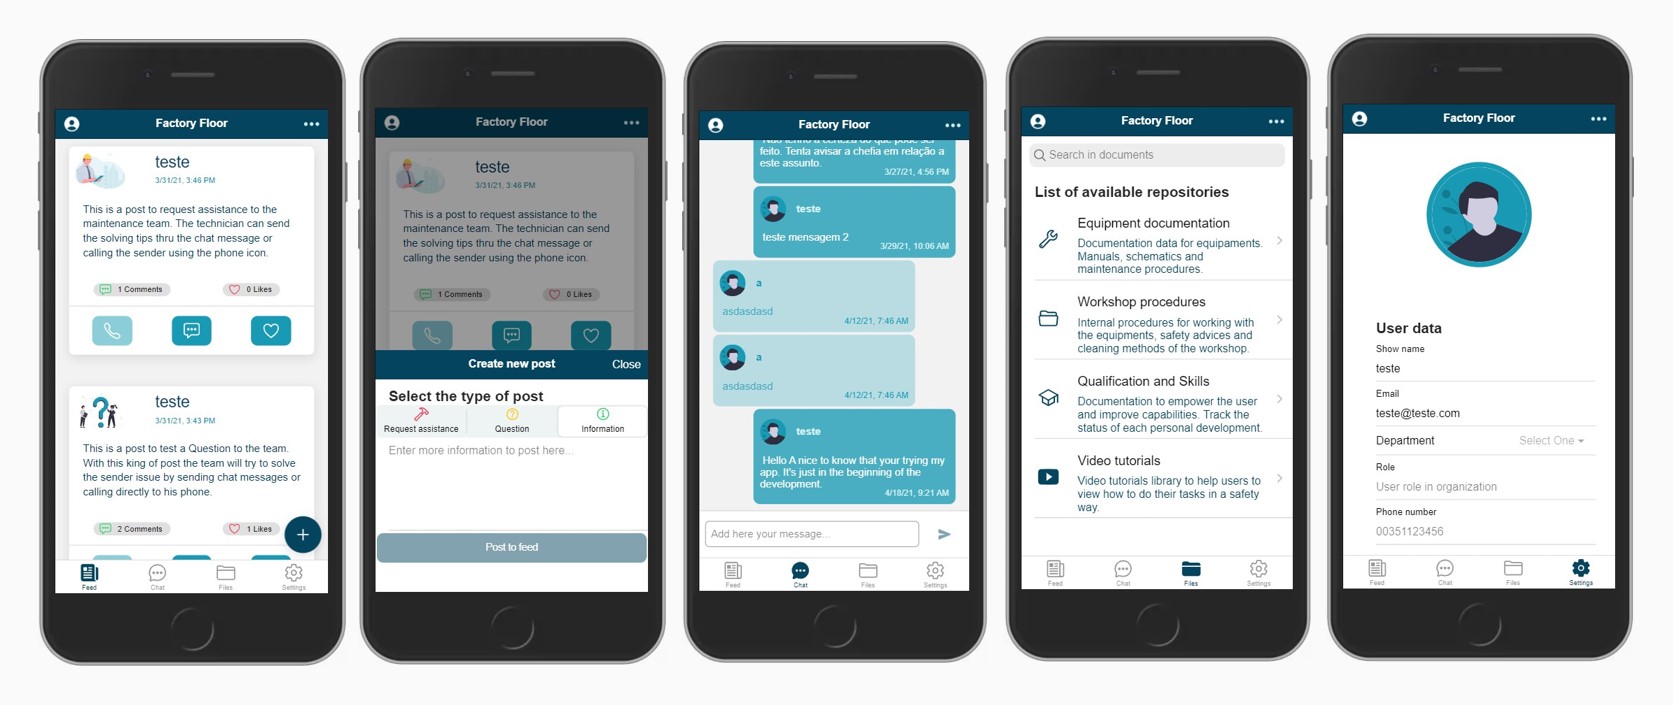 Factory Floor
teste
3/31/21, 3:46 PM
This is a post to request assistance to the
maintenance team. The technician can send
the solving tips thru the chat message or
calling the sender using the phone icon.
1 Comments
0 Likes
teste
3/31/21, 3:43 PM
This is a post to test a Question to the team.
With this king of post the team will try to solve
the sender issue by sending chat messages or
calling directly to his phone.
2 Comments
1 Likes
Feed
Chat
Files
Settings
Factory Floor
teste
3/31/21, 3:46 PM
This is a post to request assistance to the
maintenance team. The technician can send
the solving tips thru the chat message or
calling the sender using the phone icon.
1 Comments
0 Likes
Create new post
Close
Select the type of post
Request assistance
Question
Information
Enter more information to post here...
Post to feed
Factory Floor
Não tenho a certeza do que pode ser
feito. Tenta avisar a chefia em relação a
este assunto.
3/27/21, 4:56 PM
teste
teste mensagem 2
3/29/21, 10:06 AM
a
asdasdasd
4/12/21, 7:46 AM
a
asdasdasd
4/12/21, 7:46 AM
teste
Hello A nice to know that your trying my
app. It's just in the beginning of the
development.
4/18/21, 9:21 AM
Add here your message...
Feed
Chat
Files
Settings
Factory Floor
Search in documents
List of available repositories
Equipment documentation
Documentation data for equipaments.
Manuals, schematics and
maintenance procedures.
Workshop procedures
Internal procedures for working with
the equipments, safety advices and
cleaning methods of the workshop.
Qualification and Skills
Documentation to empower the user
and improve capabilities. Track the
status of each personal development.
Video tutorials
Video tutorials library to help users to
view how to do their tasks in a safety
way.
Feed
Chat
Files
Settings
Factory Floor
User data
Show name
teste
Email
teste@teste.com
Department
Select One
Role
User role in organization
Phone number
00351123456
Feed
Chat
Files
Settings